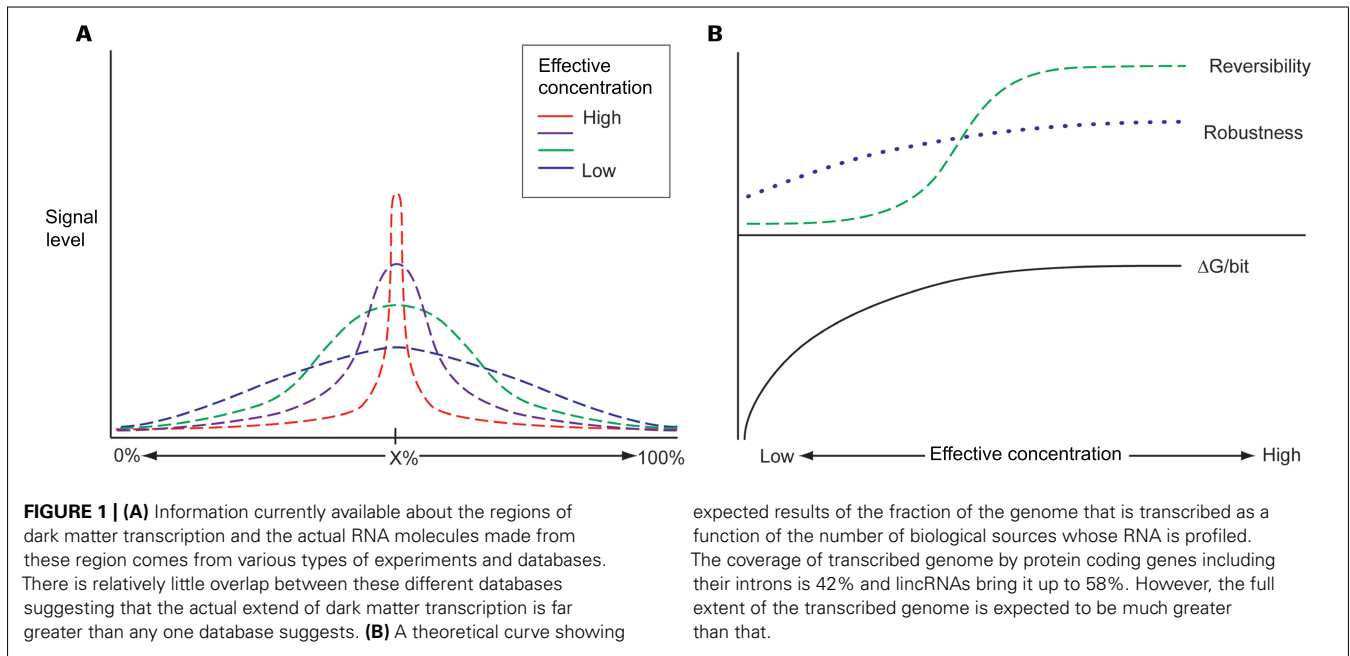 A
Effective
concentration
High
Low
Signal
level
0%
X%
100%
B
Reversibility
Robustness
ΔG/bit
Low
Effective concentration
High
FIGURE 1 | (A) Information currently available about the regions of
dark matter transcription and the actual RNA molecules made from
these region comes from various types of experiments and databases.
There is relatively little overlap between these different databases
suggesting that the actual extend of dark matter transcription is far
greater than any one database suggests. (B) A theoretical curve showing
expected results of the fraction of the genome that is transcribed as a
function of the number of biological sources whose RNA is profiled.
The coverage of transcribed genome by protein coding genes including
their introns is 42% and lincRNAs bring it up to 58%. However, the full
extent of the transcribed genome is expected to be much greater
than that.